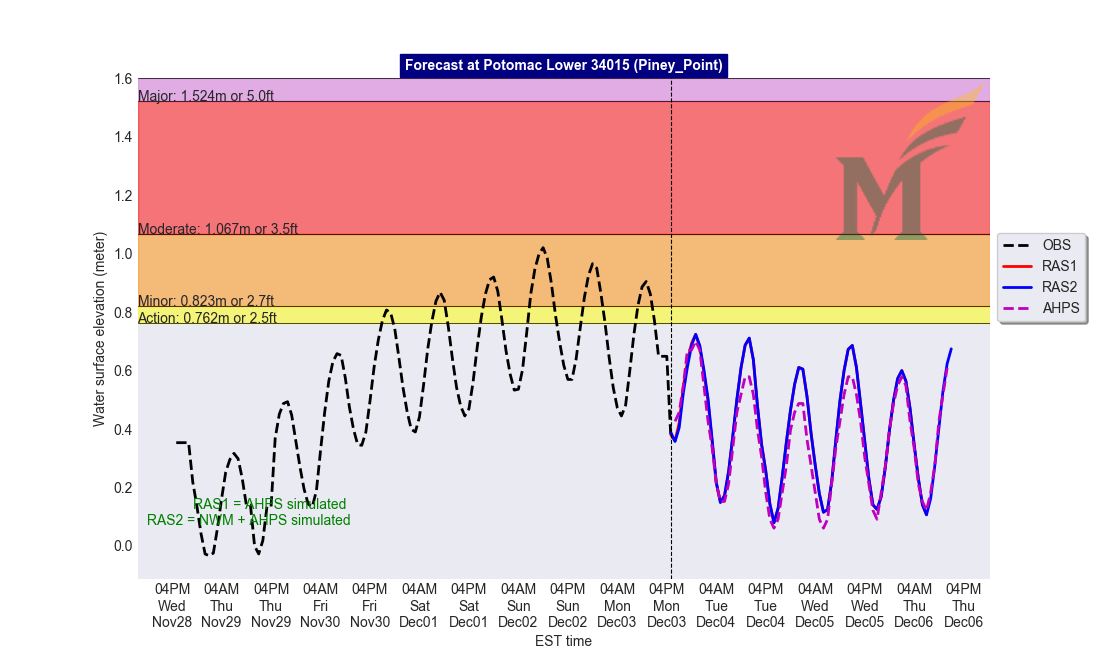 Forecast at Potomac Lower 34015 (Piney_Point)
1.6
Major: 1.524m or 5.0ft
1.4
1.2
Moderate: 1.067m or 3.5ft
1.0
Minor: 0.823m or 2.7ft
0.8
Action: 0.762m or 2.5ft
0.6
0.4
0.2
0.0
Water surface elevation (meter)
RAS1 = AHPS simulated
RAS2 = NWM + AHPS simulated
OBS
RAS1
RAS2
AHPS
M
04PM 04AM 04PM 04AM 04PM 04AM 04PM 04AM 04PM 04AM 04PM 04AM 04PM 04AM 04PM 04AM 04PM
Wed Thu Thu Fri Fri Sat Sat Sun Sun Mon Mon Tue Tue Wed Wed Thu Thu
Nov28 Nov29 Nov29 Nov30 Nov30 Dec01 Dec01 Dec02 Dec02 Dec03 Dec03 Dec04 Dec04 Dec05 Dec05 Dec06 Dec06
EST time